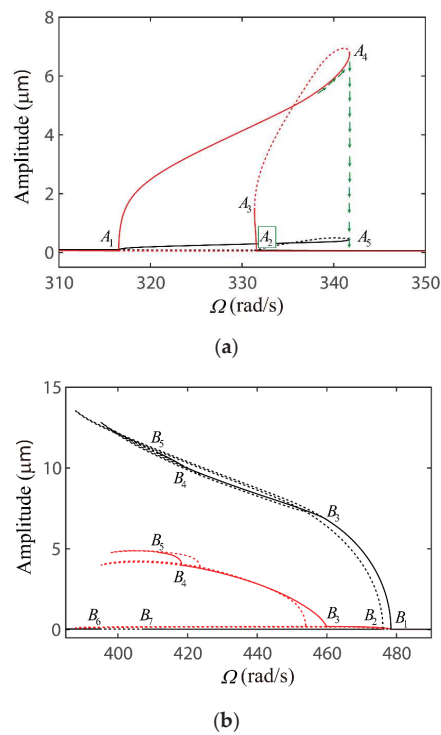 8
6
4
2
0
Amplitude (μm)
A4
A3
A1
A2
A5
310 320 330 340 350
Ω (rad/s)
(a)
15
10
5
0
Amplitude (μm)
B5
B4
B3
B5
B4
B6 B7 B3 B2 B1
400 420 440 460 480
Ω (rad/s)
(b)